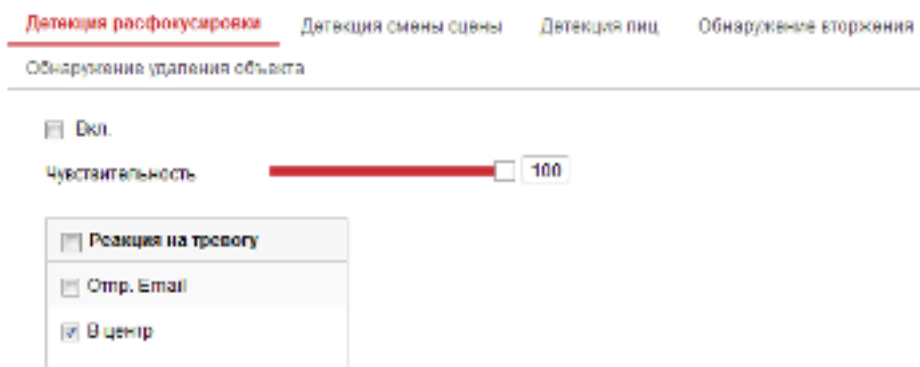 Детекция расфокусировки Детекция смены сцены Детекция лиц Обнаружение вторжения
Обнаружение удаления объекта
Вкл.
Чувствительность 100
Реакция на тревогу
Отпр. Email
В центр